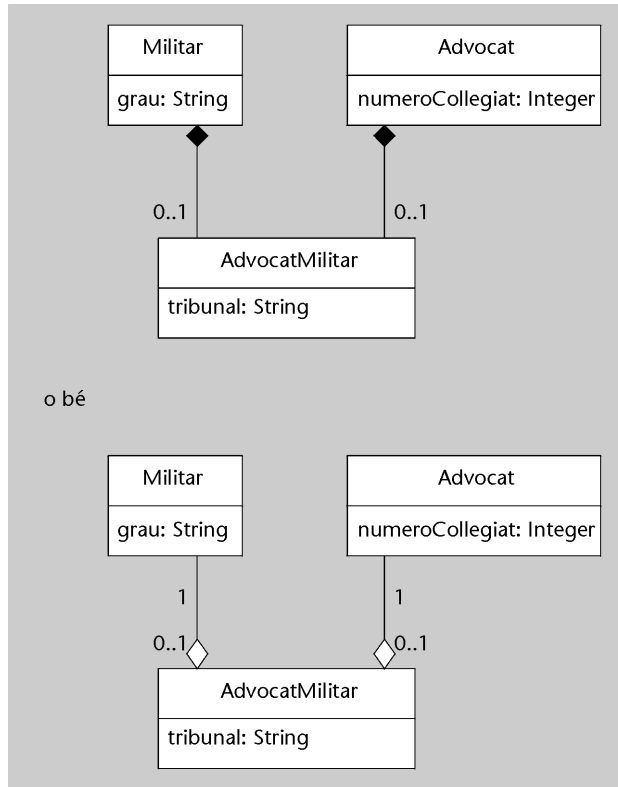 Militar
Advocat
grau: String
numeroCollegiat: Integer
0..1
0..1
AdvocatMilitar
tribunal: String
o bé
Militar
Advocat
grau: String
numeroCollegiat: Integer
1
1
0..1
0..1
AdvocatMilitar
tribunal: String